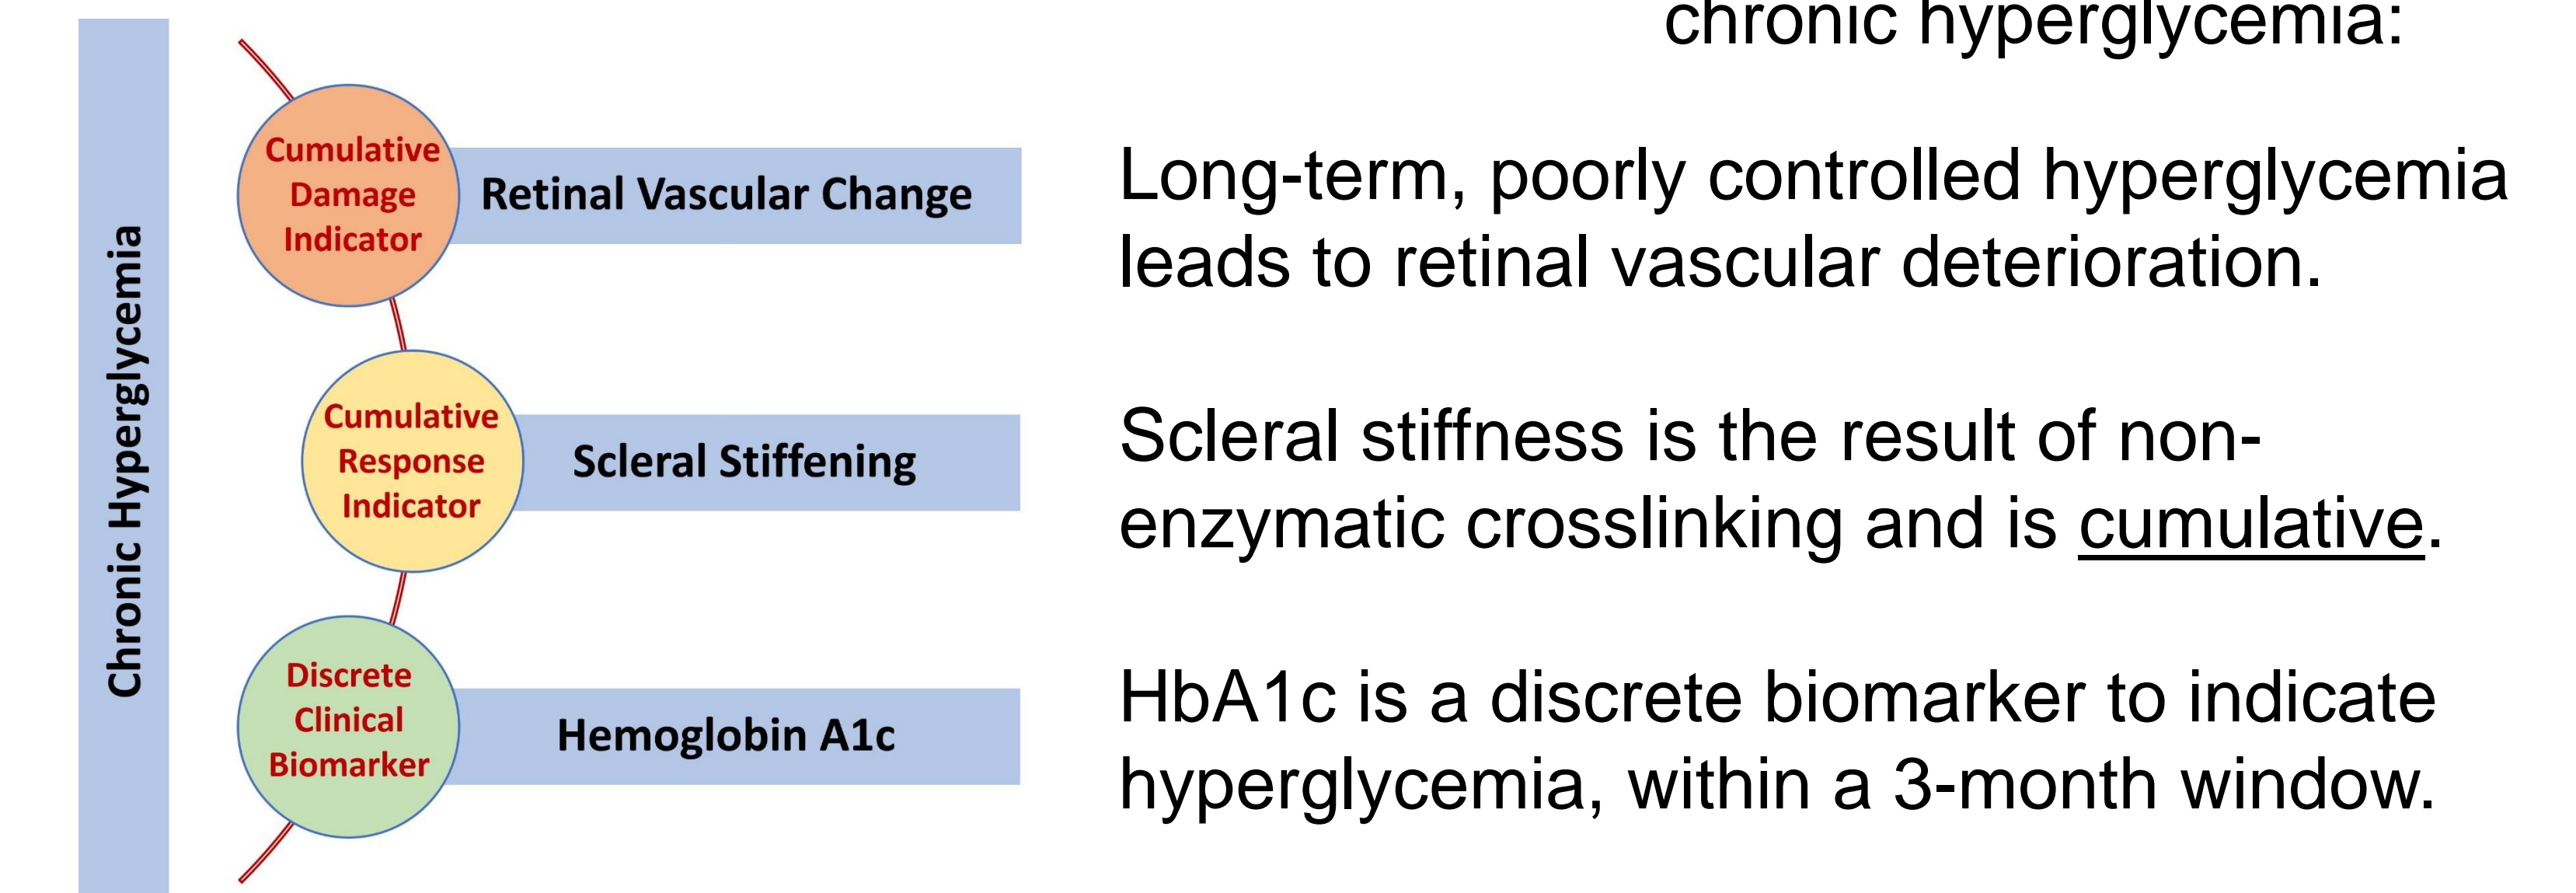 chronic hyperglycemia:
Chronic Hyperglycemia
Cumulative
Damage
Indicator
Retinal Vascular Change
Long-term, poorly controlled hyperglycemia
leads to retinal vascular deterioration.
Cumulative
Response
Indicator
Scleral Stiffening
Scleral stiffness is the result of non-
enzymatic crosslinking and is cumulative.
Discrete
Clinical
Biomarker
Hemoglobin A1c
HbA1c is a discrete biomarker to indicate
hyperglycemia, within a 3-month window.